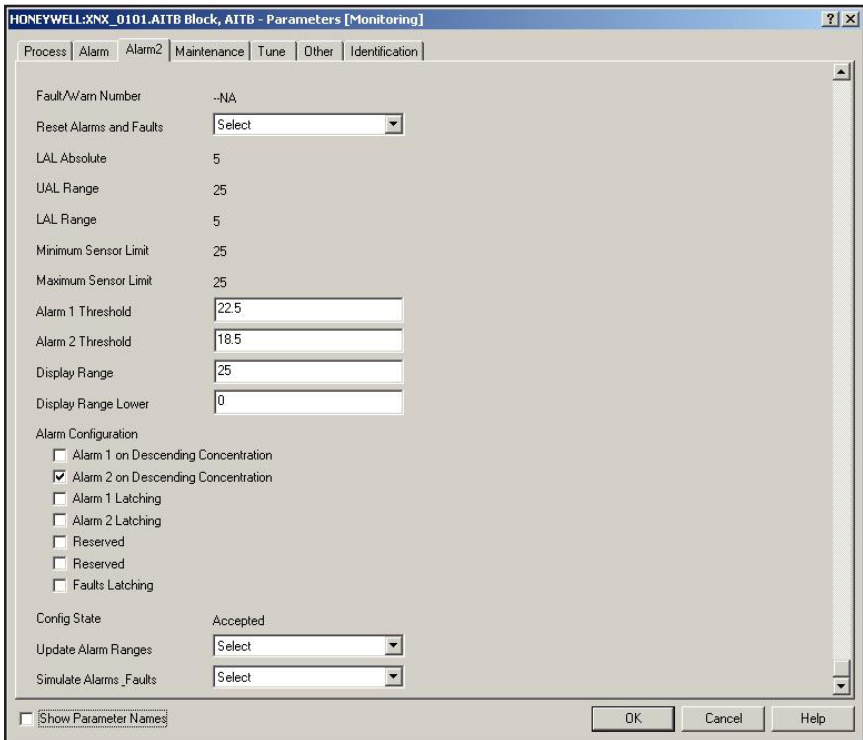 HONEYWELL:XNX_0101.AITB Block, AITB - Parameters [Monitoring]
Process Alarm Alarm2 Maintenance Tune Other Identification
Fault/Warn Number --NA
Reset Alarms and Faults Select
LAL Absolute 5
UAL Range 25
LAL Range 5
Minimum Sensor Limit 25
Maximum Sensor Limit 25
Alarm 1 Threshold 22.5
Alarm 2 Threshold 18.5
Display Range 25
Display Range Lower 0
Alarm Configuration
Alarm 1 on Descending Concentration
Alarm 2 on Descending Concentration
Alarm 1 Latching
Alarm 2 Latching
Reserved
Reserved
Faults Latching
Config State Accepted
Update Alarm Ranges Select
Simulate Alarms_Faults Select
Show Parameter Names OK Cancel Help